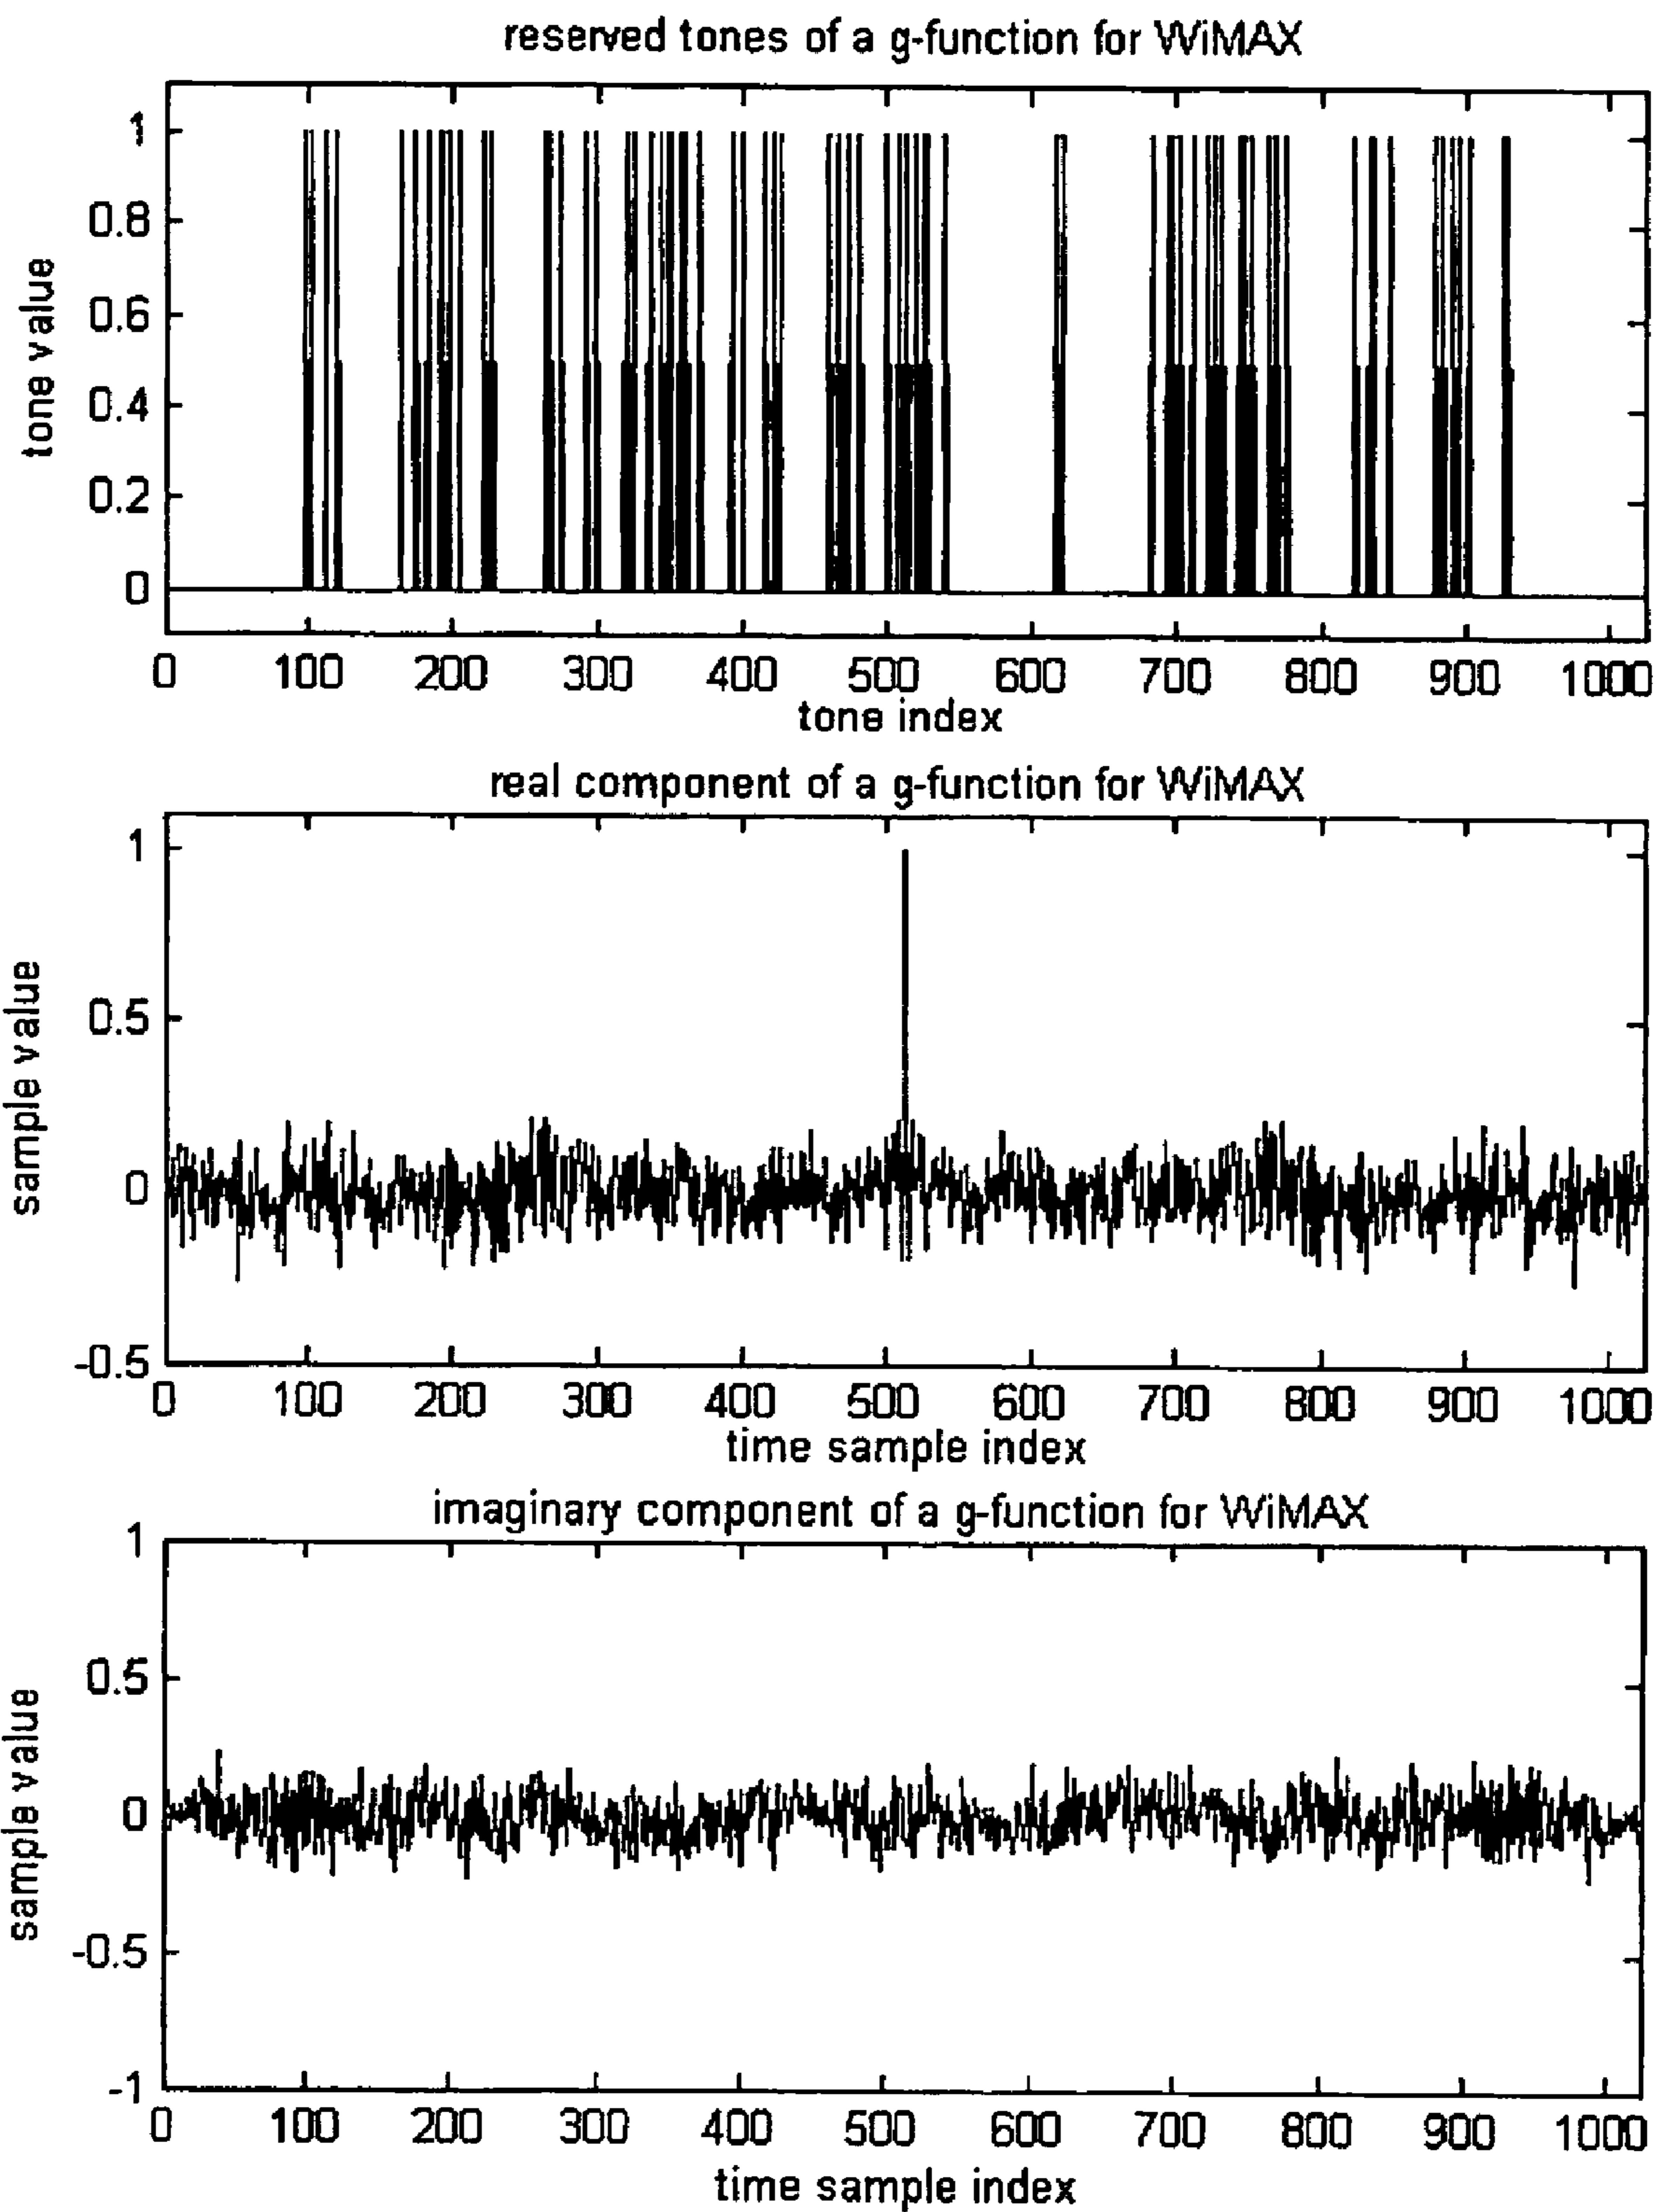 reserved tones of a g-function for WiMAX
1
0.8
0.6
0.4
0.2
0
tone value
0 100 200 300 400 500 600 700 800 900 1000
tone index
real component of a g-function for WiMAX
1
0.5
0
-0.5
sample value
0 100 200 300 400 500 600 700 800 900 1000
time sample index
imaginary component of a g-function for WiMAX
1
0.5
0
-0.5
-1
sample value
0 100 200 300 400 500 600 700 800 900 1000
time sample index